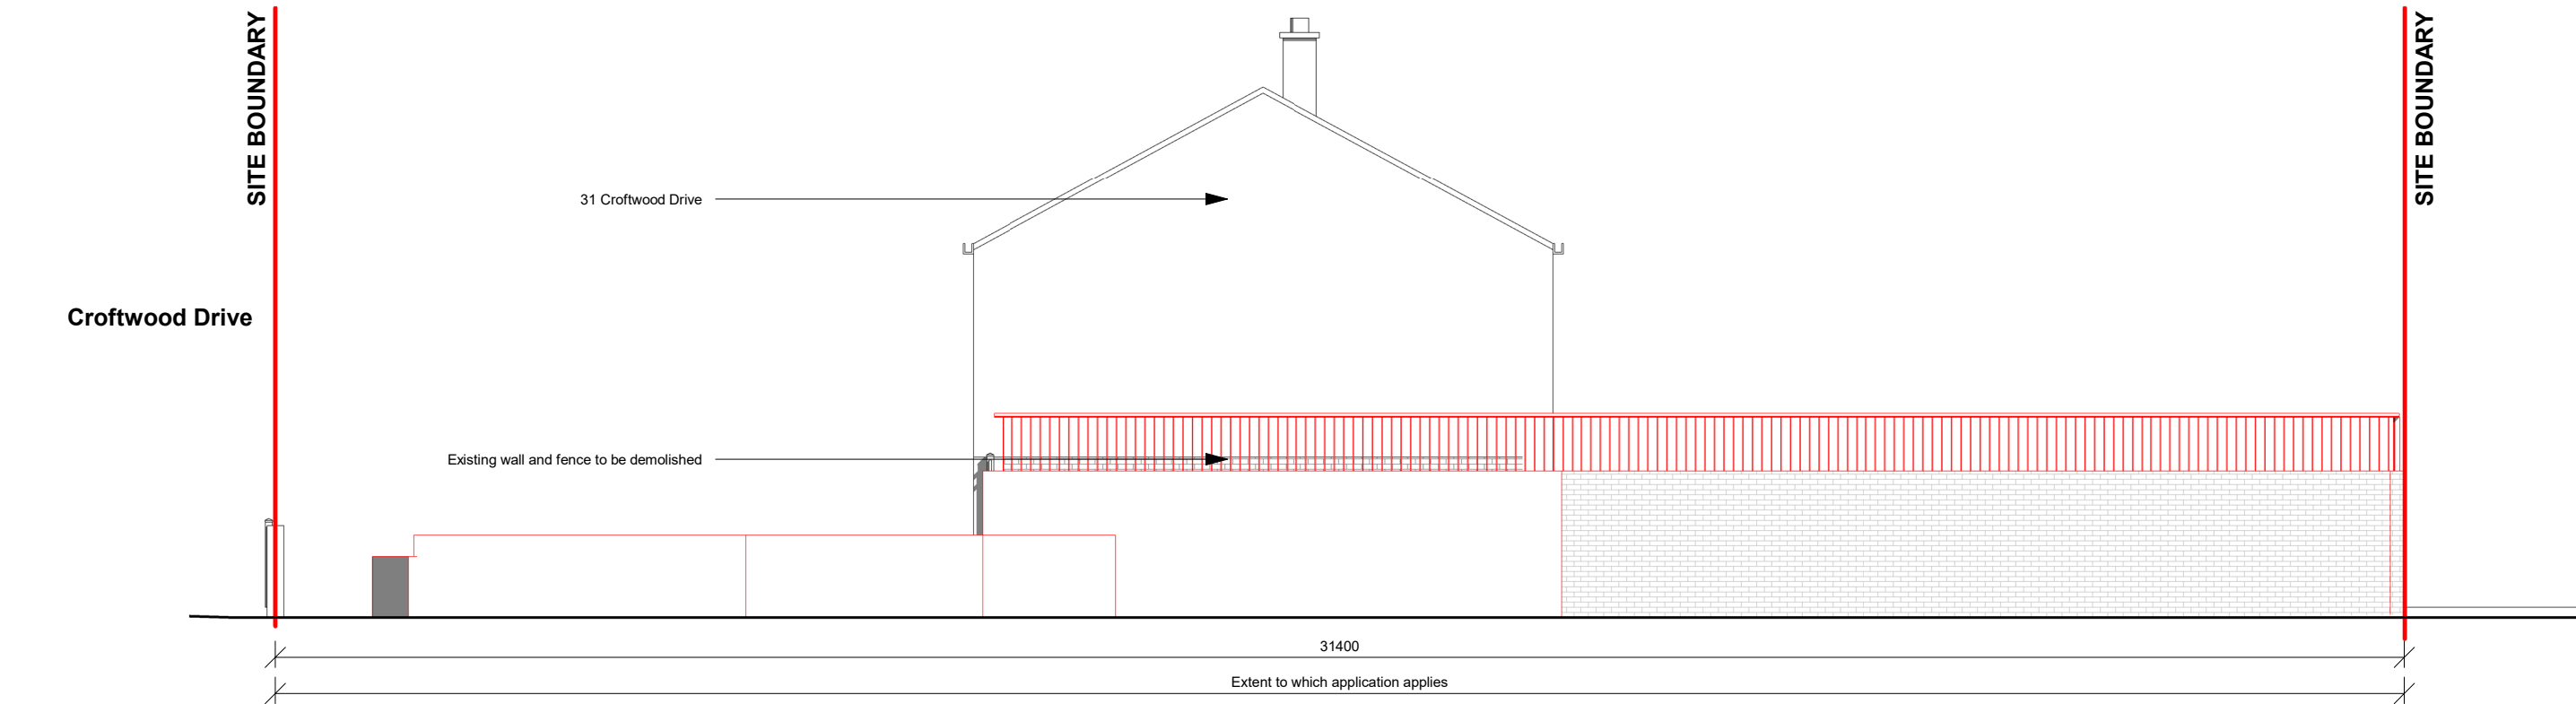 SITE BOUNDARY
SITE BOUNDARY
31 Croftwood Drive
Croftwood Drive
Existing wall and fence to be demolished
31400
Extent to which application applies